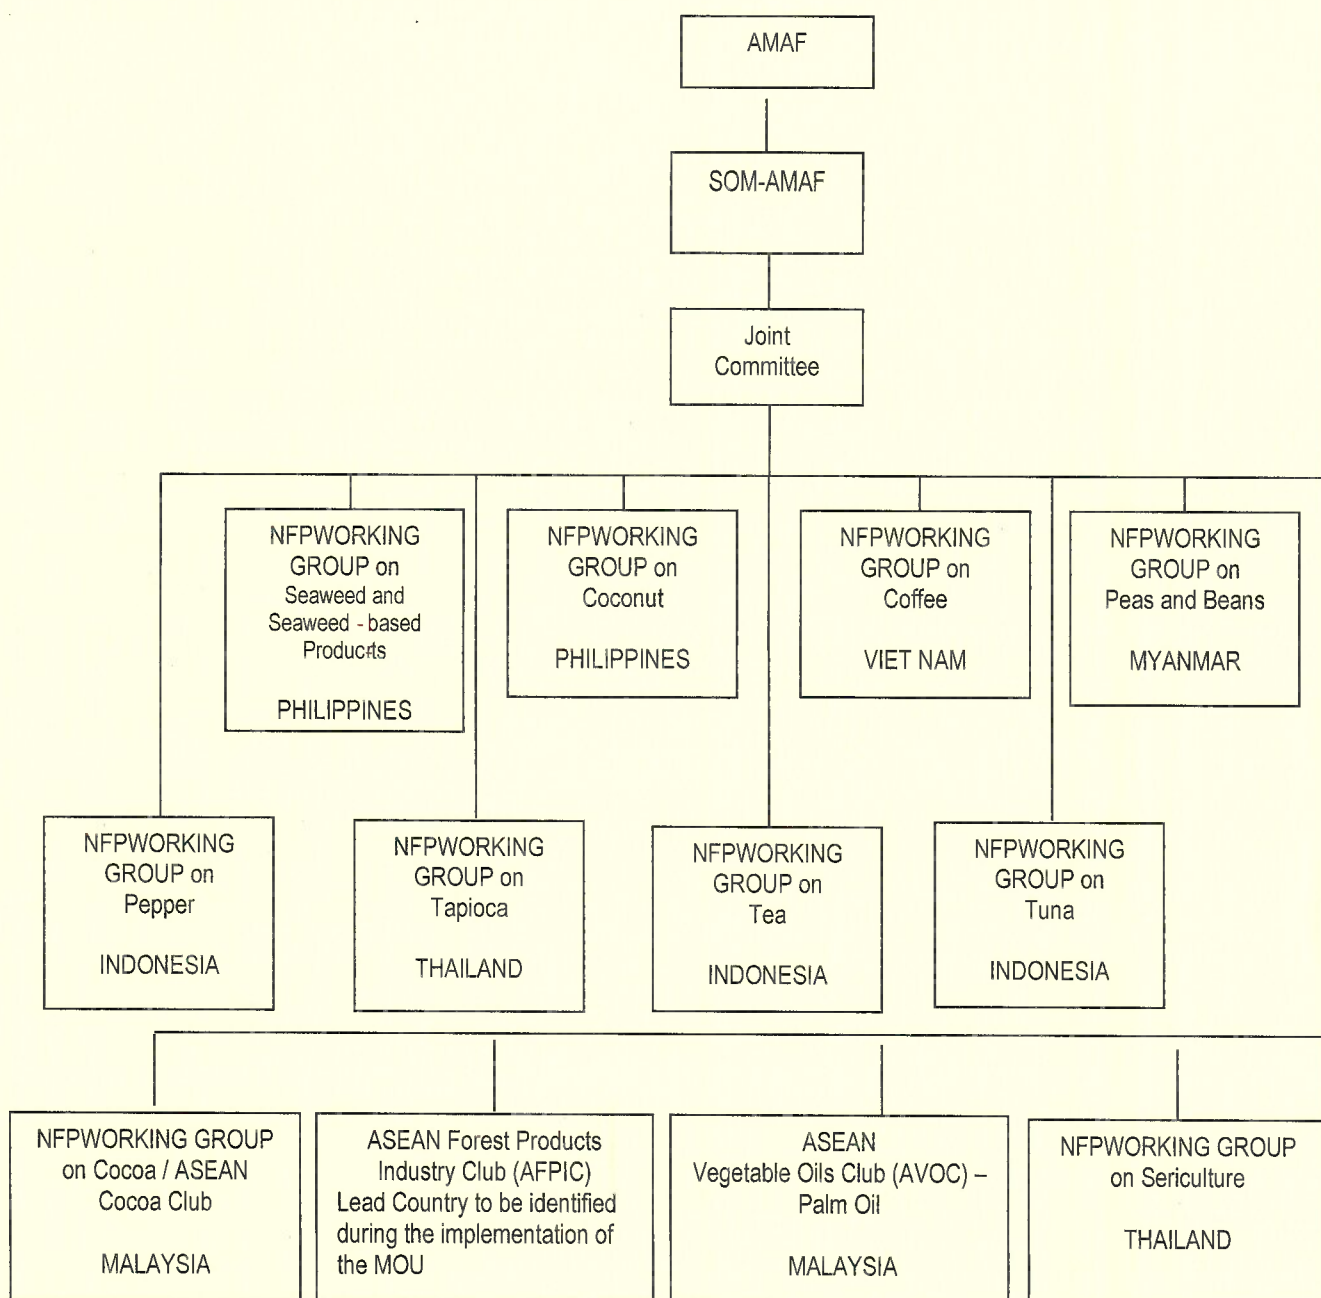 AMAF
SOM-AMAF
Joint
Committee
NFPWORKING
GROUP on
Seaweed and
Seaweed - based
Products
PHILIPPINES
NFPWORKING
GROUP on
Coconut
PHILIPPINES
NFPWORKING
GROUP on
Coffee
VIET NAM
NFPWORKING
GROUP on
Peas and Beans
MYANMAR
NFPWORKING
GROUP on
Pepper
INDONESIA
NFPWORKING
GROUP on
Tapioca
THAILAND
NFPWORKING
GROUP on
Tea
INDONESIA
NFPWORKING
GROUP on
Tuna
INDONESIA
NFPWORKING GROUP
on Cocoa / ASEAN
Cocoa Club
MALAYSIA
ASEAN Forest Products
Industry Club (AFPIC)
Lead Country to be identified
during the implementation of
the MOU
ASEAN
Vegetable Oils Club (AVOC) –
Palm Oil
MALAYSIA
NFPWORKING GROUP
on Sericulture
THAILAND